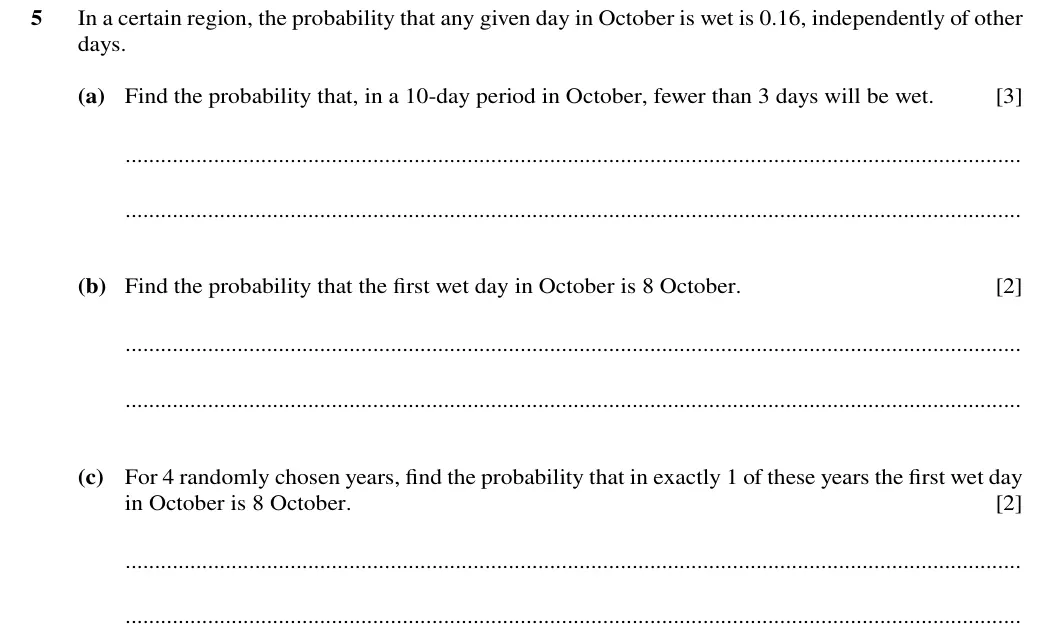 5 In a certain region, the probability that any given day in October is wet is 0.16, independently of other
days.
(a) Find the probability that, in a 10-day period in October, fewer than 3 days will be wet. [3]
(b) Find the probability that the first wet day in October is 8 October. [2]
(c) For 4 randomly chosen years, find the probability that in exactly 1 of these years the first wet day
in October is 8 October. [2]